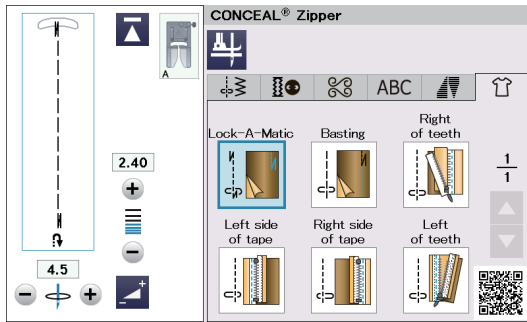 CONCEAL® Zipper
A
ABC
Lock-A-Matic
Basting
Right
of teeth
2.40
1
1
Left side
of tape
Right side
of tape
Left
of teeth
4.5